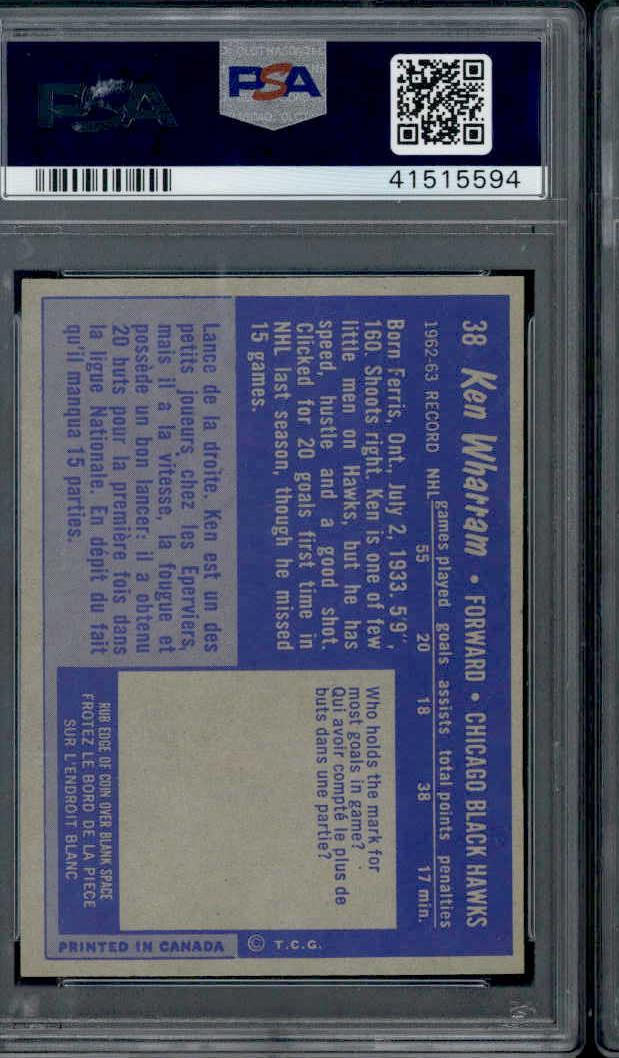 PSA
PSA
41515594
38 Ken Wharram • FORWARD • CHICAGO BLACK HAWKS
games played goals assists total points penalties
1962-63 RECORD NHL 55 20 18 38 17 min.
Born Ferris, Ont., July 2, 1933. 5'9",
160. Shoots right. Ken is one of few
little men on Hawks, but he has
speed, hustle and a good shot.
Clicked for 20 goals first time in
NHL last season, though he missed
15 games.
Lance de la droite. Ken est un des
petits joueurs chez les Eperviers,
mais il a la vitesse, la fougue et
possède un bon lancer: il a obtenu
20 buts pour la première fois dans
la ligue Nationale. En dépit du fait
qu'il manqua 15 parties.
Who holds the mark for
most goals in game?
Qui avoir compté le plus de
buts dans une partie?
RUB EDGE OF COIN OVER BLANK SPACE
FROTEZ LE BORD DE LA PIECE
SUR L'ENDROIT BLANC
PRINTED IN CANADA
© T.C.G.